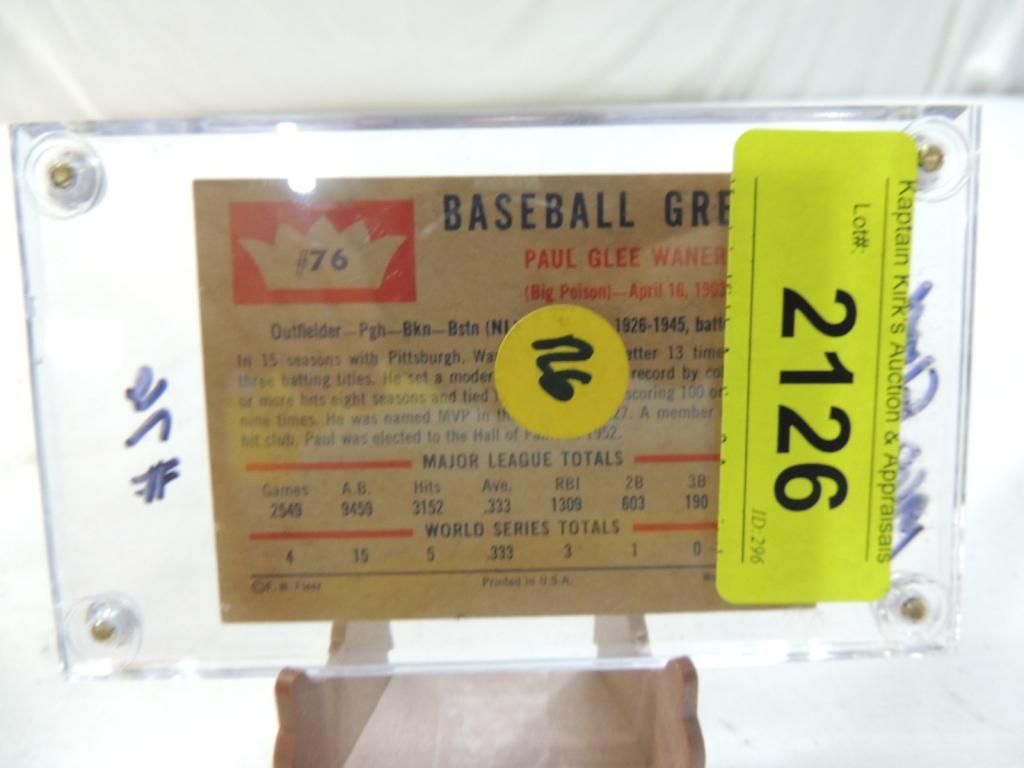 #76
BASEBALL GRE
PAUL GLEE WANER
(Big Poison)—April 16, 1903
Outfielder—Pgh—Bkn—Bstn (NL) 1926-1945, batt
In 15 seasons with Pittsburgh, Wa etter 13 time
three batting titles. He set a moder record by co
or more hits eight seasons and tied scoring 100 or
nine times. He was named MVP in th 27. A member
hit club, Paul was elected to the Hall of 1952.
MAJOR LEAGUE TOTALS
Games A.B. Hits Ave. RBI 2B 3B
2549 9459 3152 .333 1309 603 190
WORLD SERIES TOTALS
4 15 5 .333 3 1 0
©F. H. Fleer Printed in U.S.A.
Kaptain Kirk's Auction & Appraisals
Lot#:
2126
ID:296